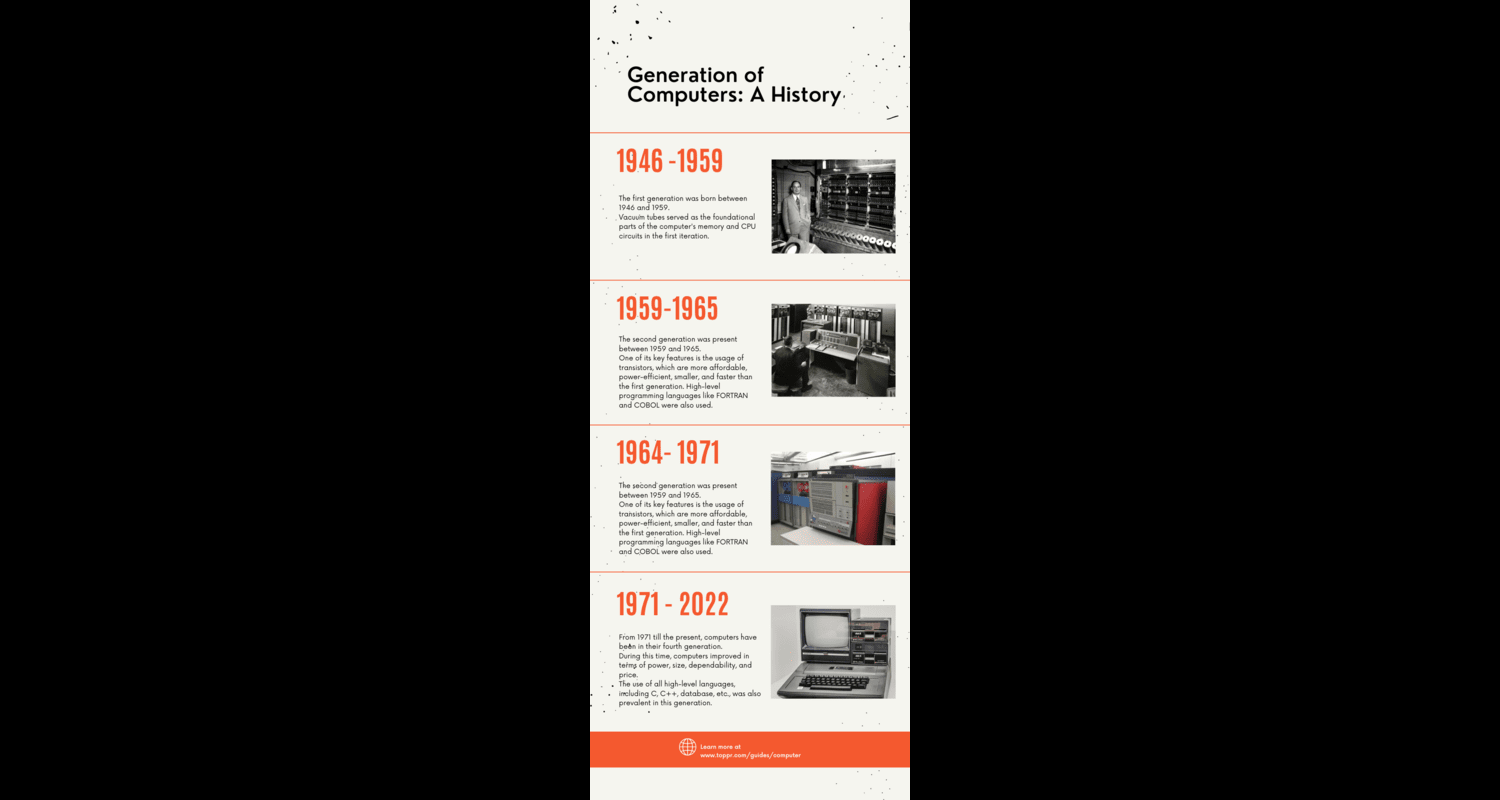 Generation of
Computers: A History
1946 -1959
The first generation was born between
1946 and 1959.
Vacuum tubes served as the foundational
parts of the computer's memory and CPU
circuits in the first iteration.
1959-1965
The second generation was present
between 1959 and 1965.
One of its key features is the usage of
transistors, which are more affordable,
power-efficient, smaller, and faster than
the first generation. High-level
programming languages like FORTRAN
and COBOL were also used.
1964- 1971
The second generation was present
between 1959 and 1965.
One of its key features is the usage of
transistors, which are more affordable,
power-efficient, smaller, and faster than
the first generation. High-level
programming languages like FORTRAN
and COBOL were also used.
1971 - 2022
From 1971 till the present, computers have
been in their fourth generation.
During this time, computers improved in
terms of power, size, dependability, and
price.
The use of all high-level languages,
including C, C++, database, etc., was also
prevalent in this generation.
Learn more at
www.toppr.com/guides/computer